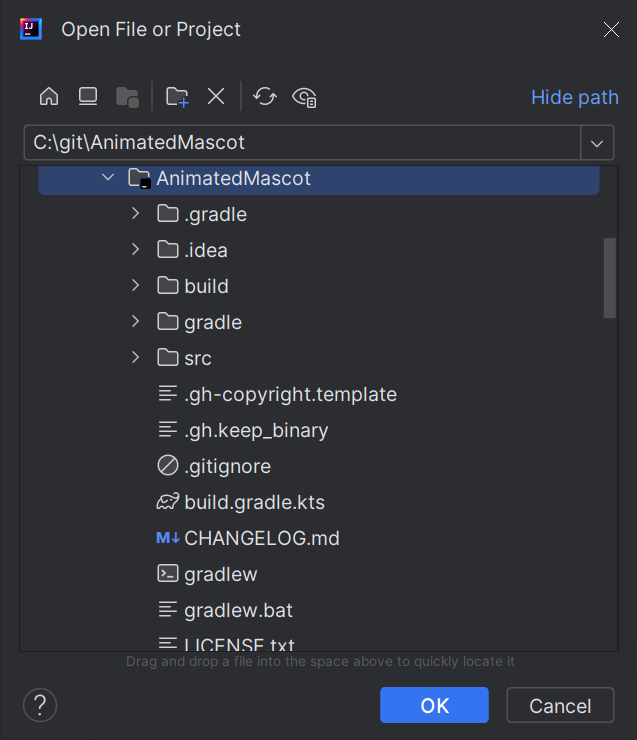 IJ
Open File or Project
Hide path
C:\git\AnimatedMascot
AnimatedMascot
.gradle
.idea
build
gradle
src
.gh-copyright.template
.gh.keep_binary
.gitignore
build.gradle.kts
M↓ CHANGELOG.md
gradlew
gradlew.bat
LICENSE.txt
Drag and drop a file into the space above to quickly locate it
? OK Cancel